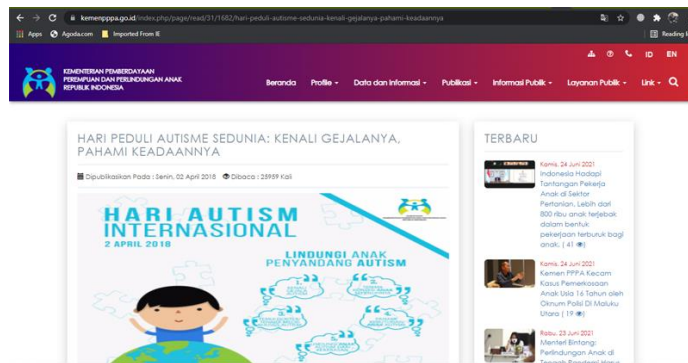 kemenpppa.go.id/index.php/page/read/31/1682/hari-peduli-autisme-sedunia-kenali-gejalanya-pahami-keadaannya
Apps
Agoda.com
Imported From IE
Reading
ID
EN
KEMENTERIAN PEMBERDAYAAN
PEREMPUAN DAN PERLINDUNGAN ANAK
REPUBLIK INDONESIA
Beranda
Profile
Data dan Informasi
Publikasi
Informasi Publik
Layanan Publik
Link
HARI PEDULI AUTISME SEDUNIA: KENALI GEJALANYA,
PAHAMI KEADAANNYA
Dipublikasikan Pada : Senin, 02 April 2018
Dibaca : 25959 Kali
HARI AUTISM
INTERNASIONAL
2 APRIL 2018
LINDUNGI ANAK
PENYANDANG AUTISM
TERBARU
Kamis, 24 Juni 2021
Indonesia Hadapi
Tantangan Pekerja
Anak di Sektor
Pertanian, Lebih dari
800 ribu anak terjebak
dalam bentuk
pekerjaan terburuk bagi
anak. ( 41 )
Kamis, 24 Juni 2021
Kemen PPPA Kecam
Kasus Pemerkosaan
Anak Usia 16 Tahun oleh
Oknum Polisi Di Maluku
Utara ( 19 )
Rabu, 23 Juni 2021
Menteri Bintang:
Perlindungan Anak di